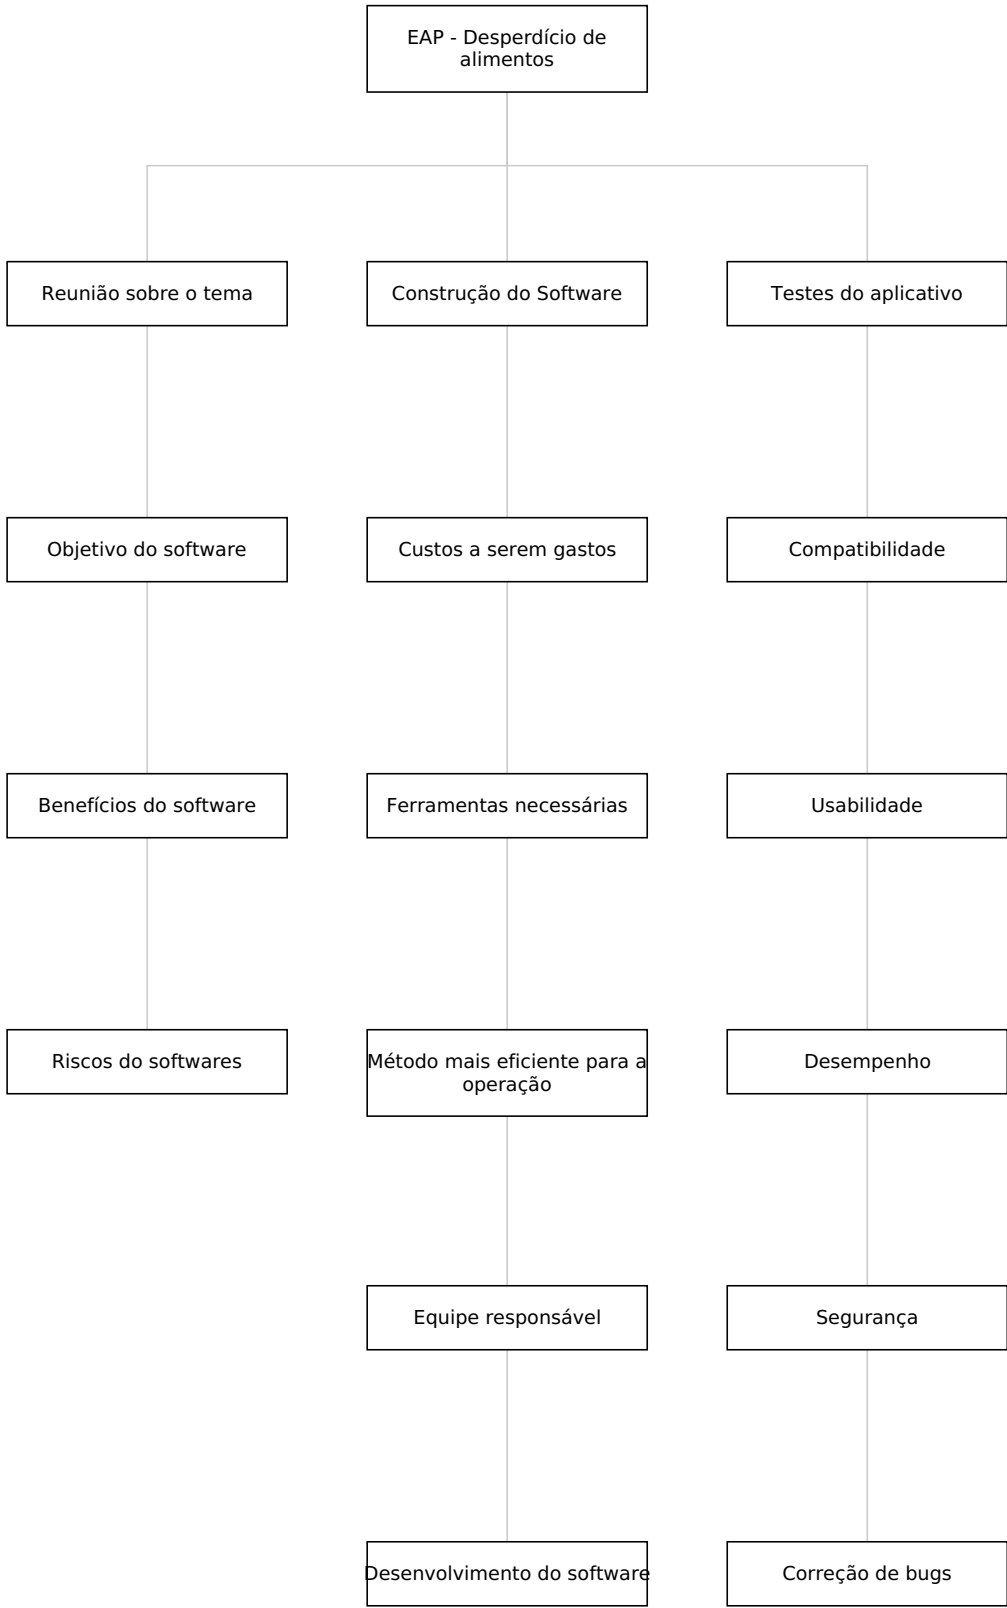 EAP - Desperdício de
alimentos
Reunião sobre o tema
Construção do Software
Testes do aplicativo
Objetivo do software
Custos a serem gastos
Compatibilidade
Benefícios do software
Ferramentas necessárias
Usabilidade
Riscos do softwares
Método mais eficiente para a
operação
Desempenho
Equipe responsável
Segurança
Desenvolvimento do software
Correção de bugs